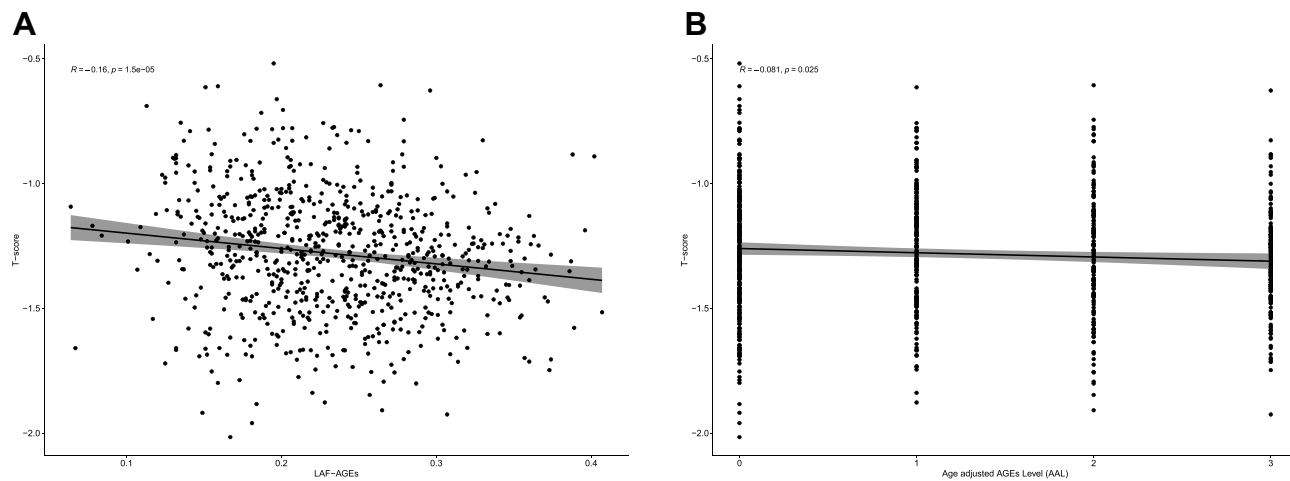 A
B
R = −0.16, p = 1.5e−05
R = −0.081, p = 0.025
−0.5
−1.0
−1.5
−2.0
T−score
0.1 0.2 0.3 0.4
LAF−AGEs
−0.5
−1.0
−1.5
−2.0
T−score
0 1 2 3
Age adjusted AGEs Level (AAL)